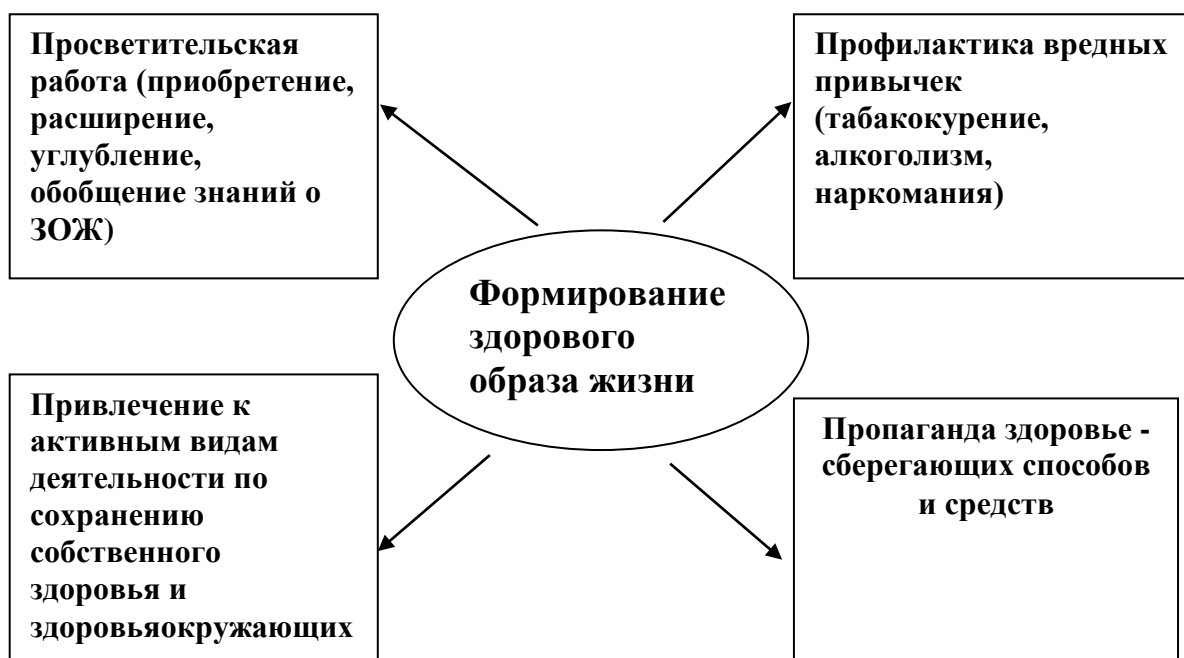 Просветительская
работа (приобретение,
расширение,
углубление,
обобщение знаний о
ЗОЖ)
Профилактика вредных
привычек
(табакокурение,
алкоголизм,
наркомания)
Формирование
здорового
образа жизни
Привлечение к
активным видам
деятельности по
сохранению
собственного
здоровья и
здоровьяокружающих
Пропаганда здоровье -
сберегающих способов
и средств